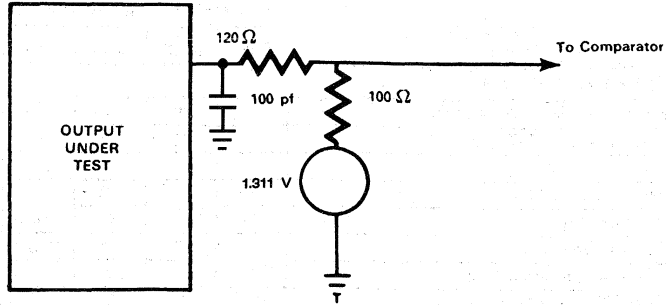 120 Ω
To Comparator
100 pf
100 Ω
OUTPUT
UNDER
TEST
1.311 V